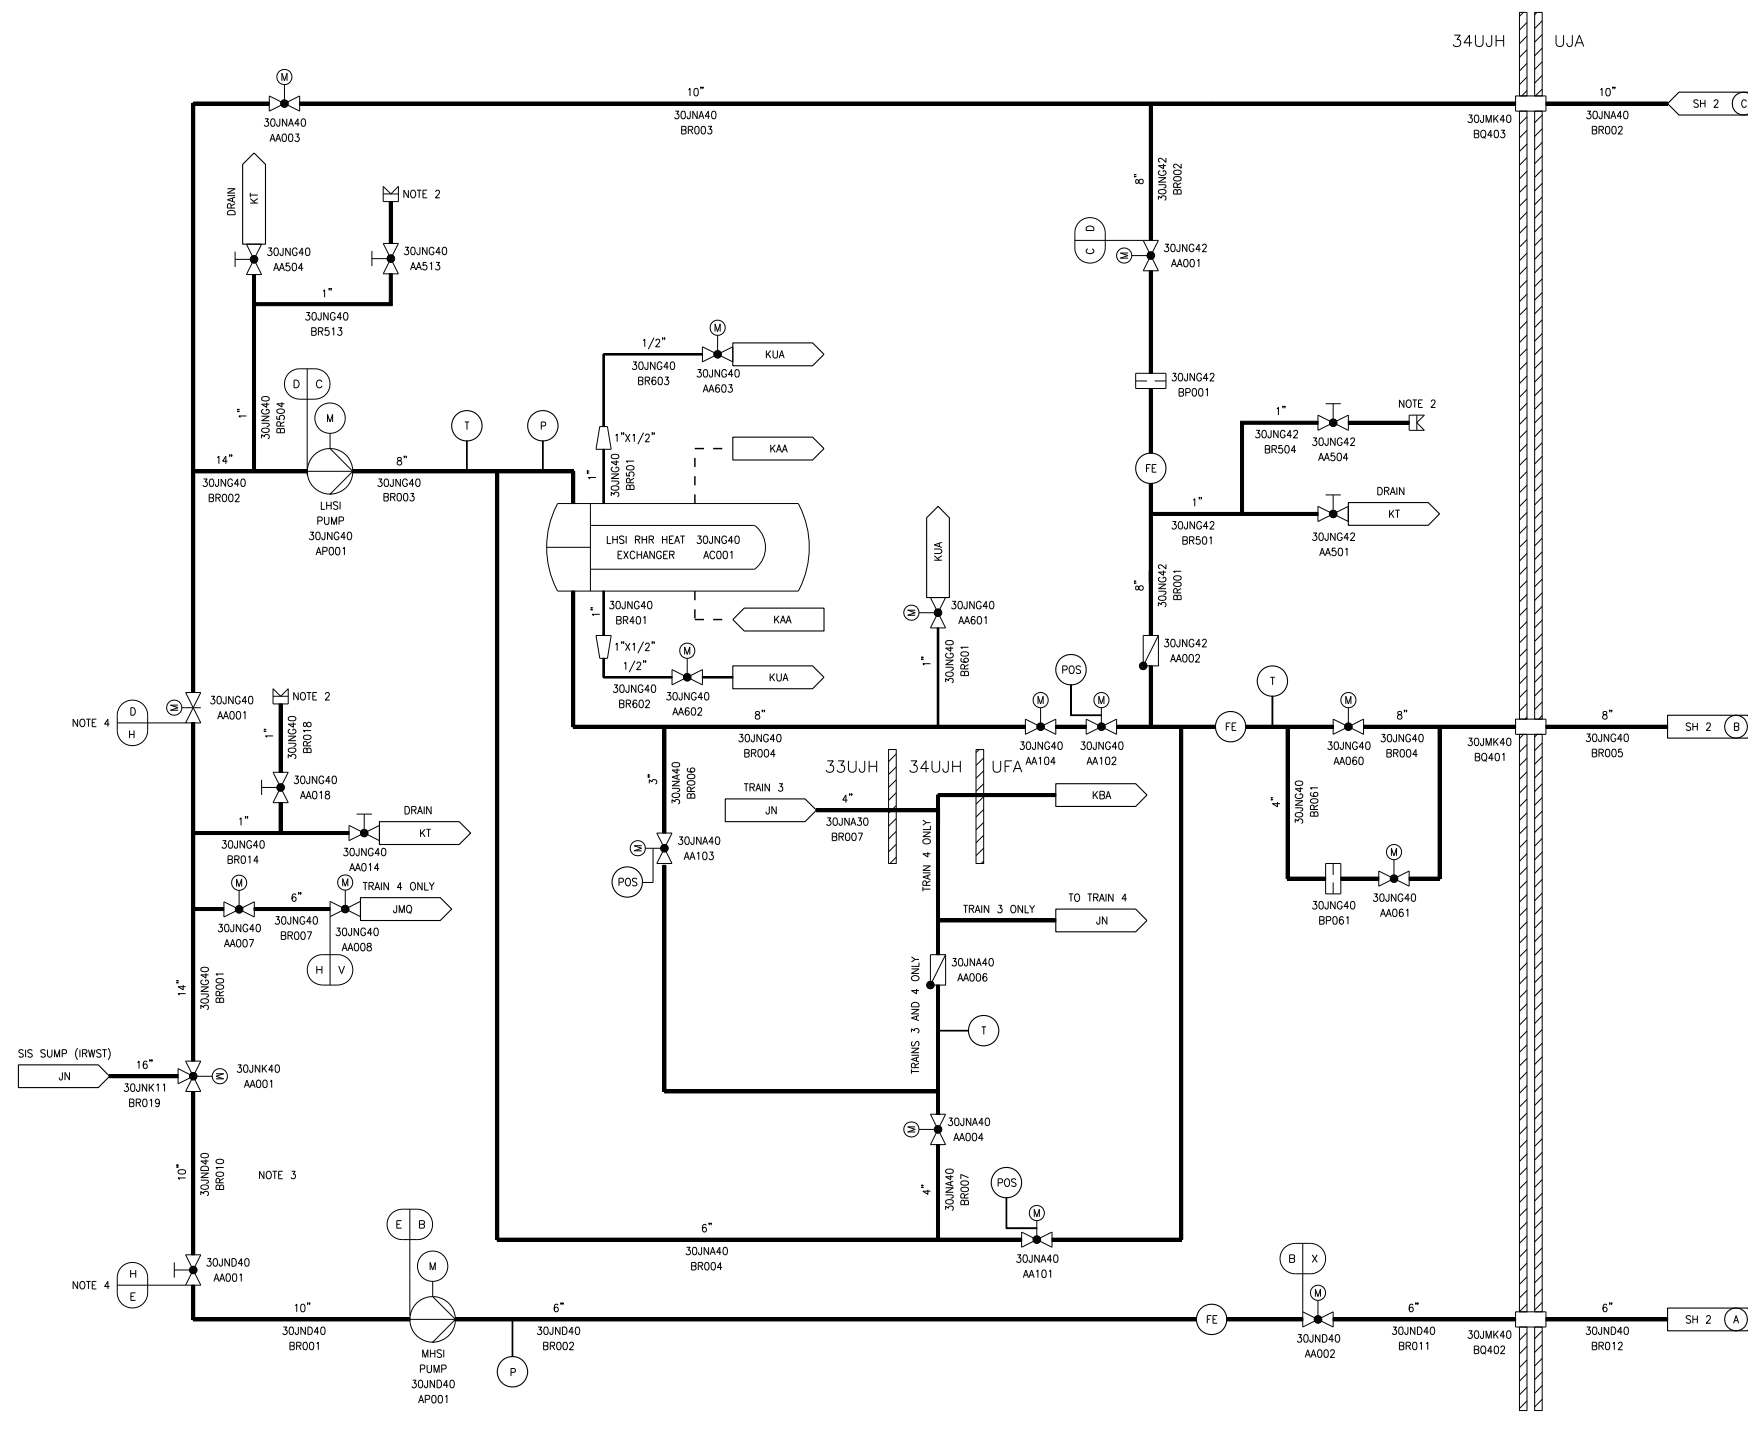 34UJH
UJA
M
10"
10"
SH 2
C
30JNA40
AA003
30JNA40
BR003
30JMK40
BQ403
30JNA40
BR002
DRAIN
KT
NOTE 2
30JNG40
AA504
30JNG40
AA513
1"
30JNG40
BR513
8"
30JNG42
BR002
D
C
M
30JNG42
AA001
1/2"
M
KUA
30JNG40
BR603
30JNG40
AA603
D
C
M
1"
30JNG40
BR504
T
P
1"X1/2"
1"
30JNG40
BR501
KAA
30JNG42
BP001
1"
NOTE 2
30JNG42
BR504
30JNG42
AA504
FE
14"
30JNG40
BR002
8"
30JNG40
BR003
LHSI
PUMP
30JNG40
AP001
1"
30JNG42
BR501
DRAIN
KT
30JNG42
AA501
LHSI RHR HEAT
EXCHANGER
30JNG40
AC001
KUA
8"
30JNG42
BR001
1"
30JNG40
BR401
KAA
M
30JNG40
AA601
1"X1/2"
1/2"
M
KUA
30JNG40
BR602
30JNG40
AA602
1"
30JNG40
BR601
30JNG42
AA002
POS
T
NOTE 4
D
H
M
30JNG40
AA001
NOTE 2
1"
30JNG40
BR018
8"
30JNG40
BR004
M
M
30JNG40
AA104
30JNG40
AA102
FE
M
30JNG40
AA060
8"
30JNG40
BR004
30JMK40
BQ401
8"
30JNG40
BR005
SH 2
B
30JNG40
AA018
3"
30JNA40
BR006
33UJH
34UJH
UFA
TRAIN 3
JN
4"
30JNA30
BR007
KBA
4"
30JNG40
BR061
DRAIN
KT
1"
30JNG40
BR014
30JNG40
AA014
M
30JNA40
AA103
POS
TRAIN 4 ONLY
M
30JNG40
BP061
30JNG40
AA061
M
6"
M
TRAIN 4 ONLY
JMQ
30JNG40
AA007
30JNG40
BR007
30JNG40
AA008
H
V
TRAIN 3 ONLY
TO TRAIN 4
JN
14"
30JNG40
BR001
30JNA40
AA006
TRAINS 3 AND 4 ONLY
T
SIS SUMP (IRWST)
JN
16"
30JNK11
BR019
M
30JNK40
AA001
M
30JNA40
AA004
10"
30JND40
BR010
NOTE 3
4"
30JNA40
BR007
POS
M
6"
30JNA40
BR004
30JNA40
AA101
NOTE 4
H
E
30JND40
AA001
E
B
M
B
X
M
10"
30JND40
BR001
6"
30JND40
BR002
MHSI
PUMP
30JND40
AP001
P
FE
30JND40
AA002
6"
30JND40
BR011
30JMK40
BQ402
6"
30JND40
BR012
SH 2
A